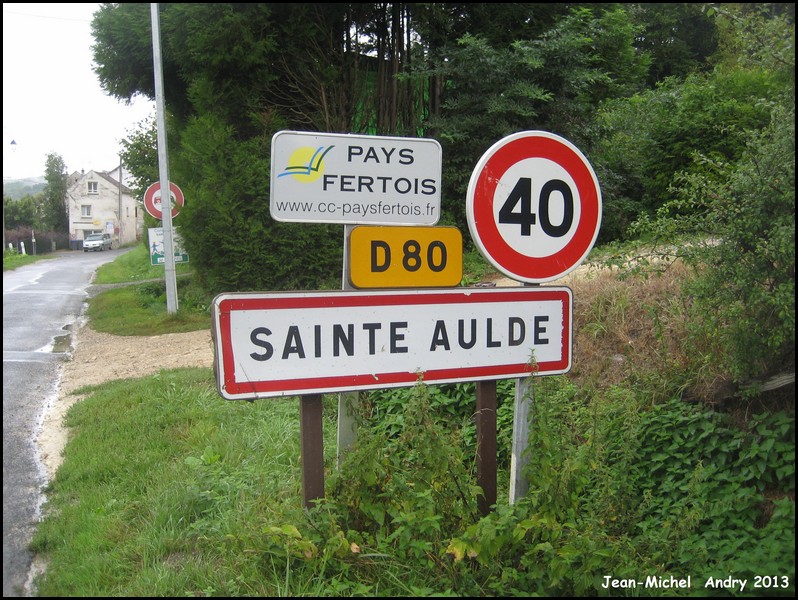 PAYS
FERTOIS
www.cc-paysfertois.fr
D 80
40
SAINTE AULDE
Jean-Michel Andry 2013